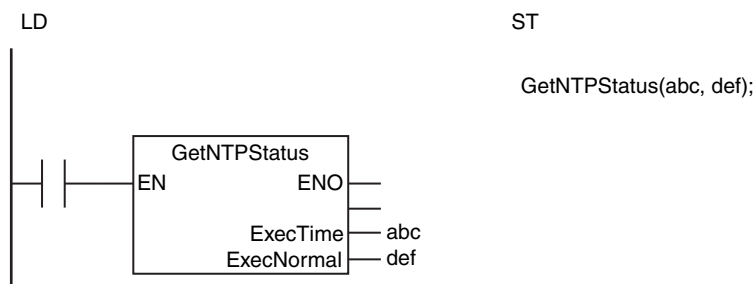 LD
ST
GetNTPStatus(abc, def);
GetNTPStatus
EN ENO
ExecTime abc
ExecNormal def